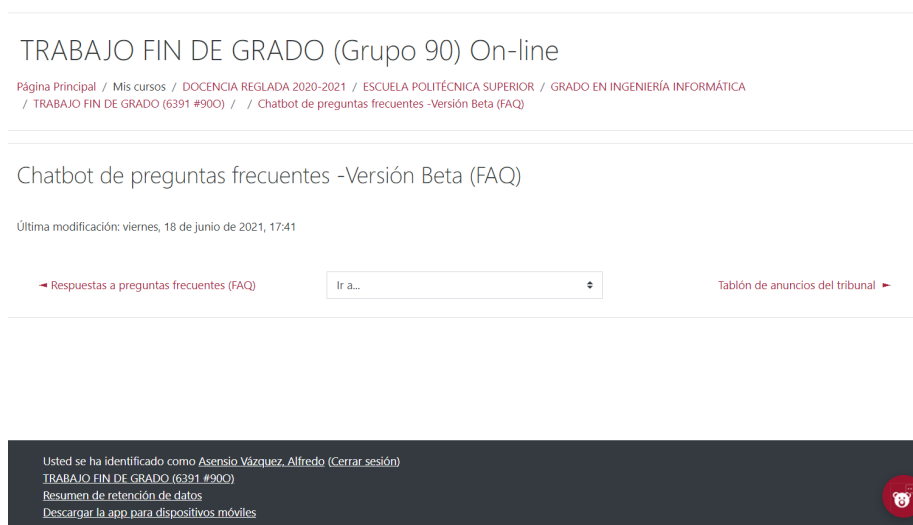 TRABAJO FIN DE GRADO (Grupo 90) On-line
Página Principal / Mis cursos / DOCENCIA REGLADA 2020-2021 / ESCUELA POLITÉCNICA SUPERIOR / GRADO EN INGENIERÍA INFORMÁTICA
/ TRABAJO FIN DE GRADO (6391 #90O) / / Chatbot de preguntas frecuentes -Versión Beta (FAQ)
Chatbot de preguntas frecuentes -Versión Beta (FAQ)
Última modificación: viernes, 18 de junio de 2021, 17:41
◄ Respuestas a preguntas frecuentes (FAQ)
Ir a...
Tablón de anuncios del tribunal ►
Usted se ha identificado como Asensio Vázquez, Alfredo (Cerrar sesión)
TRABAJO FIN DE GRADO (6391 #90O)
Resumen de retención de datos
Descargar la app para dispositivos móviles